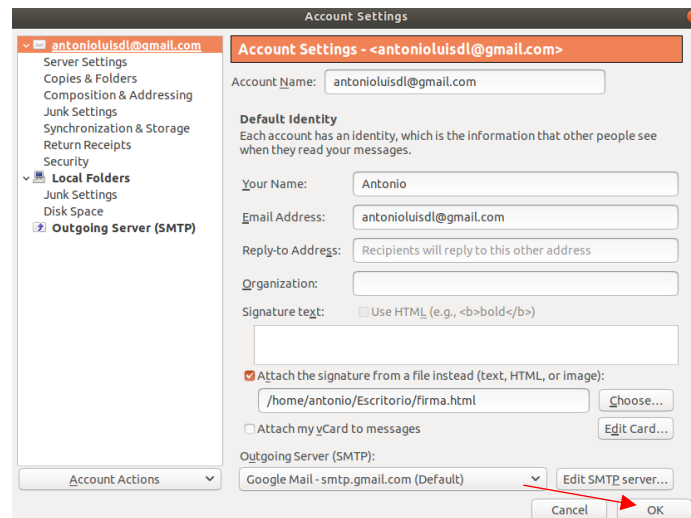 Account Settings
antonioluisdl@gmail.com
Server Settings
Copies & Folders
Composition & Addressing
Junk Settings
Synchronization & Storage
Return Receipts
Security
Local Folders
Junk Settings
Disk Space
Outgoing Server (SMTP)
Account Actions
Account Settings - <antonioluisdl@gmail.com>
Account Name: antonioluisdl@gmail.com
Default Identity
Each account has an identity, which is the information that other people see
when they read your messages.
Your Name: Antonio
Email Address: antonioluisdl@gmail.com
Reply-to Address: Recipients will reply to this other address
Organization:
Signature text: Use HTML (e.g., <b>bold</b>)
Attach the signature from a file instead (text, HTML, or image):
/home/antonio/Escritorio/firma.html Choose...
Attach my vCard to messages Edit Card...
Outgoing Server (SMTP):
Google Mail - smtp.gmail.com (Default) Edit SMTP server...
Cancel OK